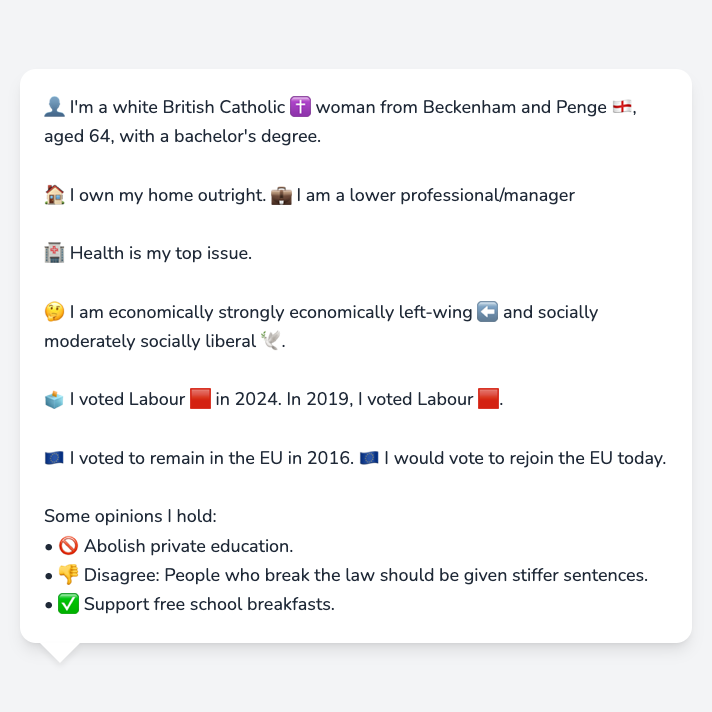 👤 I'm a white British Catholic ✝️ woman from Beckenham and Penge 🏴󠁧󠁢󠁥󠁮󠁧󠁿,
aged 64, with a bachelor's degree.
🏠 I own my home outright. 💼 I am a lower professional/manager
🏥 Health is my top issue.
🤔 I am economically strongly economically left-wing ⬅️ and socially
moderately socially liberal 🕊️.
🗳️ I voted Labour 🟥 in 2024. In 2019, I voted Labour 🟥.
🇪🇺 I voted to remain in the EU in 2016. 🇪🇺 I would vote to rejoin the EU today.
Some opinions I hold:
• 🚫 Abolish private education.
• 👎 Disagree: People who break the law should be given stiffer sentences.
• ✅ Support free school breakfasts.